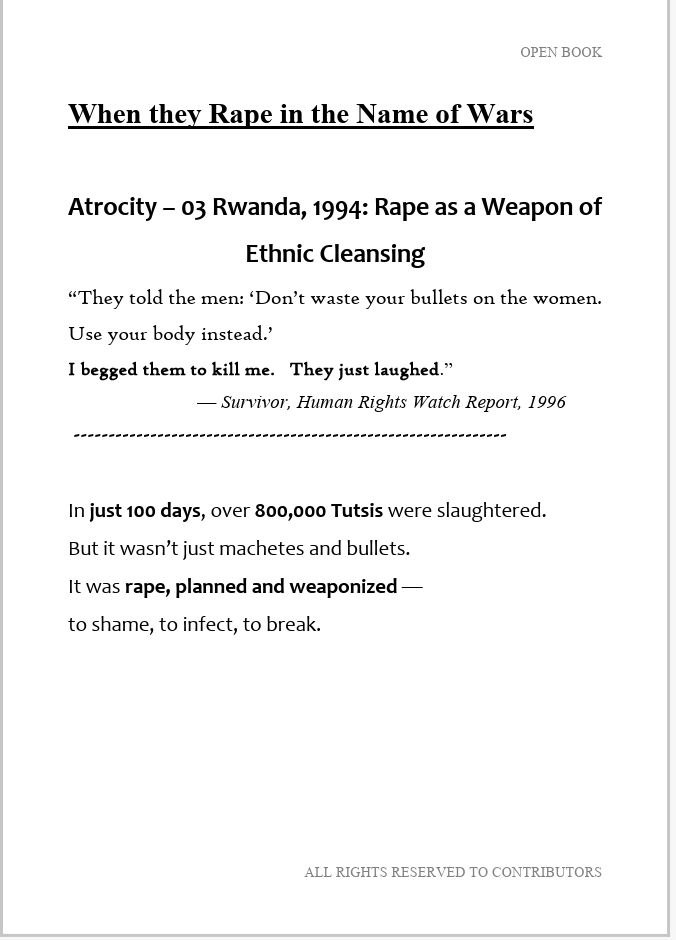 OPEN BOOK
When they Rape in the Name of Wars
Atrocity – 03 Rwanda, 1994: Rape as a Weapon of
Ethnic Cleansing
“They told the men: ‘Don’t waste your bullets on the women.
Use your body instead.’
I begged them to kill me. They just laughed.”
— Survivor, Human Rights Watch Report, 1996
--------------------------------------------------------------
In just 100 days, over 800,000 Tutsis were slaughtered.
But it wasn’t just machetes and bullets.
It was rape, planned and weaponized —
to shame, to infect, to break.
ALL RIGHTS RESERVED TO CONTRIBUTORS